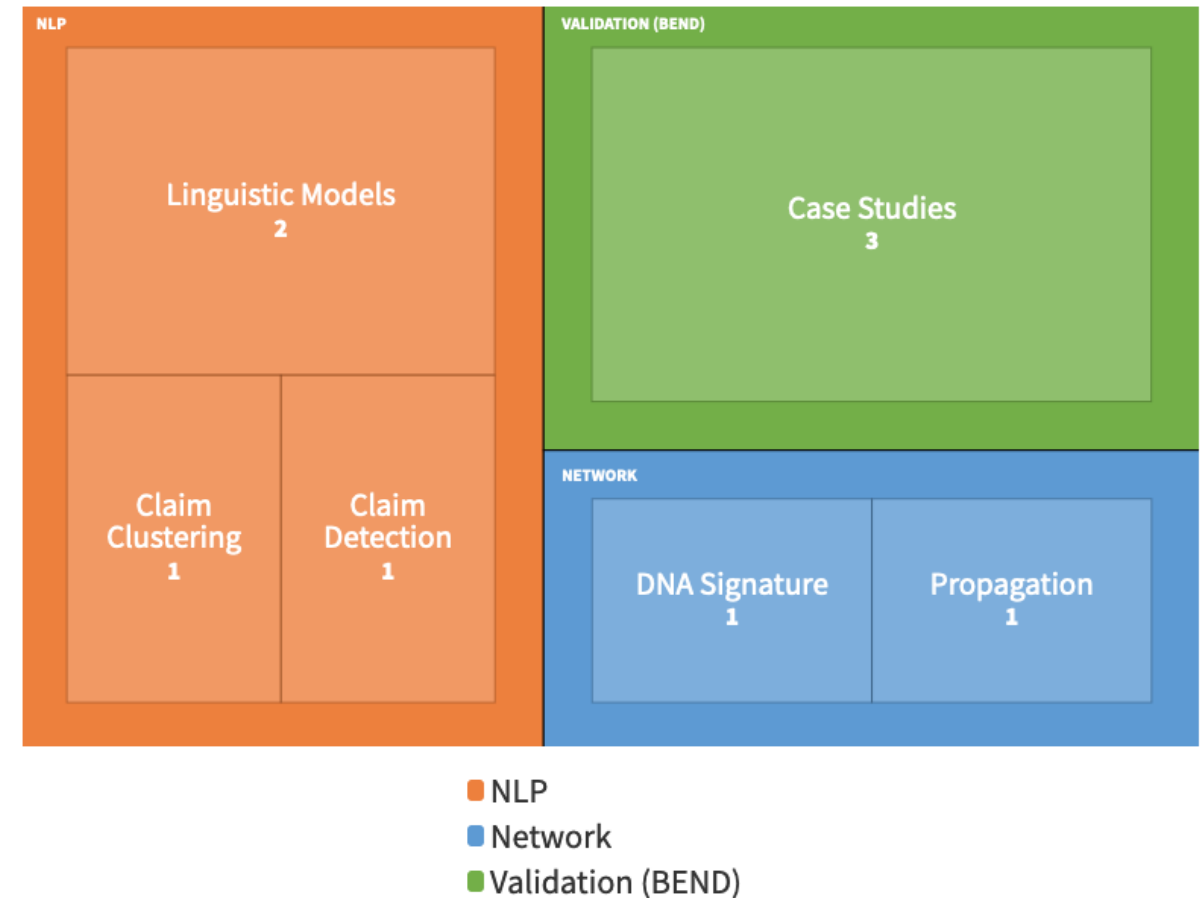 NLP
Linguistic Models
2
Claim
Clustering
1
Claim
Detection
1
VALIDATION (BEND)
Case Studies
3
NETWORK
DNA Signature
1
Propagation
1
NLP
Network
Validation (BEND)